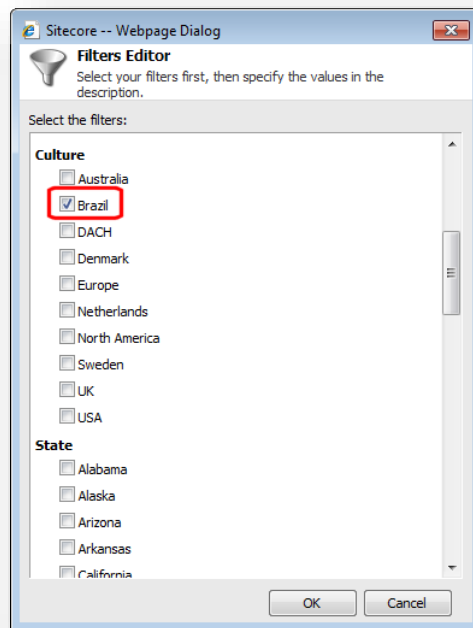 Sitecore -- Webpage Dialog
Filters Editor
Select your filters first, then specify the values in the
description.
Select the filters:
Culture
Australia
Brazil
DACH
Denmark
Europe
Netherlands
North America
Sweden
UK
USA
State
Alabama
Alaska
Arizona
Arkansas
California
OK
Cancel